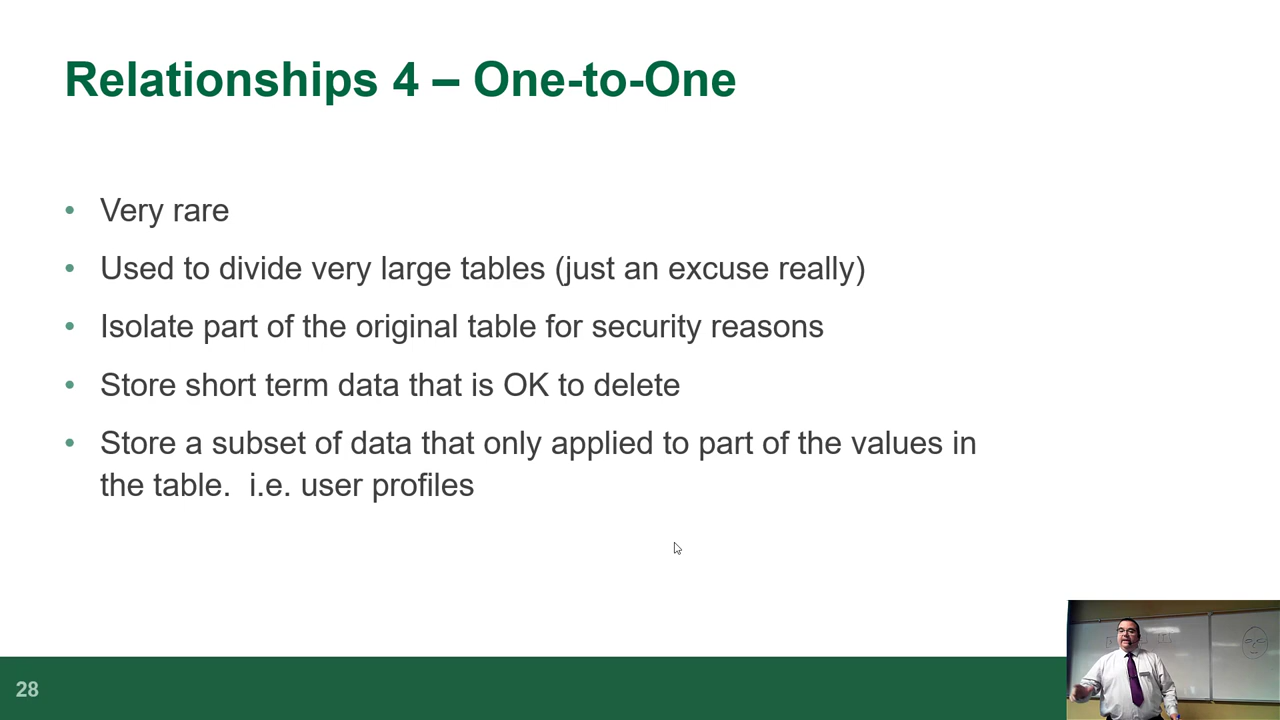 Relationships 4 – One-to-One
• Very rare
• Used to divide very large tables (just an excuse really)
• Isolate part of the original table for security reasons
• Store short term data that is OK to delete
• Store a subset of data that only applied to part of the values in
the table.  i.e. user profiles
28